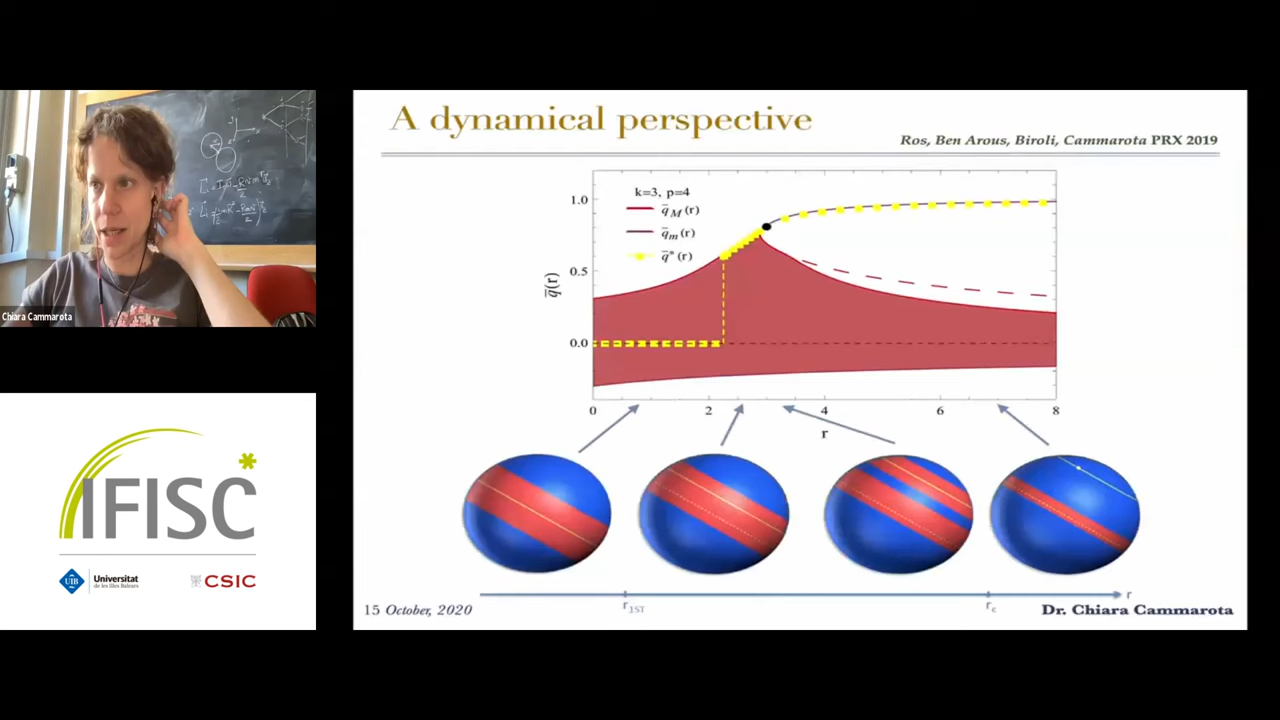 A dynamical perspective
Ros, Ben Arous, Biroli, Cammarota PRX 2019
k=3, p=4
q̄_M(r)
q̄_m(r)
q̄*(r)
1.0
0.5
0.0
q̄(r)
0 2 4 6 8
r
r_1ST
r_c
r
15 October, 2020
Dr. Chiara Cammarota
Chiara Cammarota
IFISC
UIB
Universitat
de les Illes Balears
CSIC